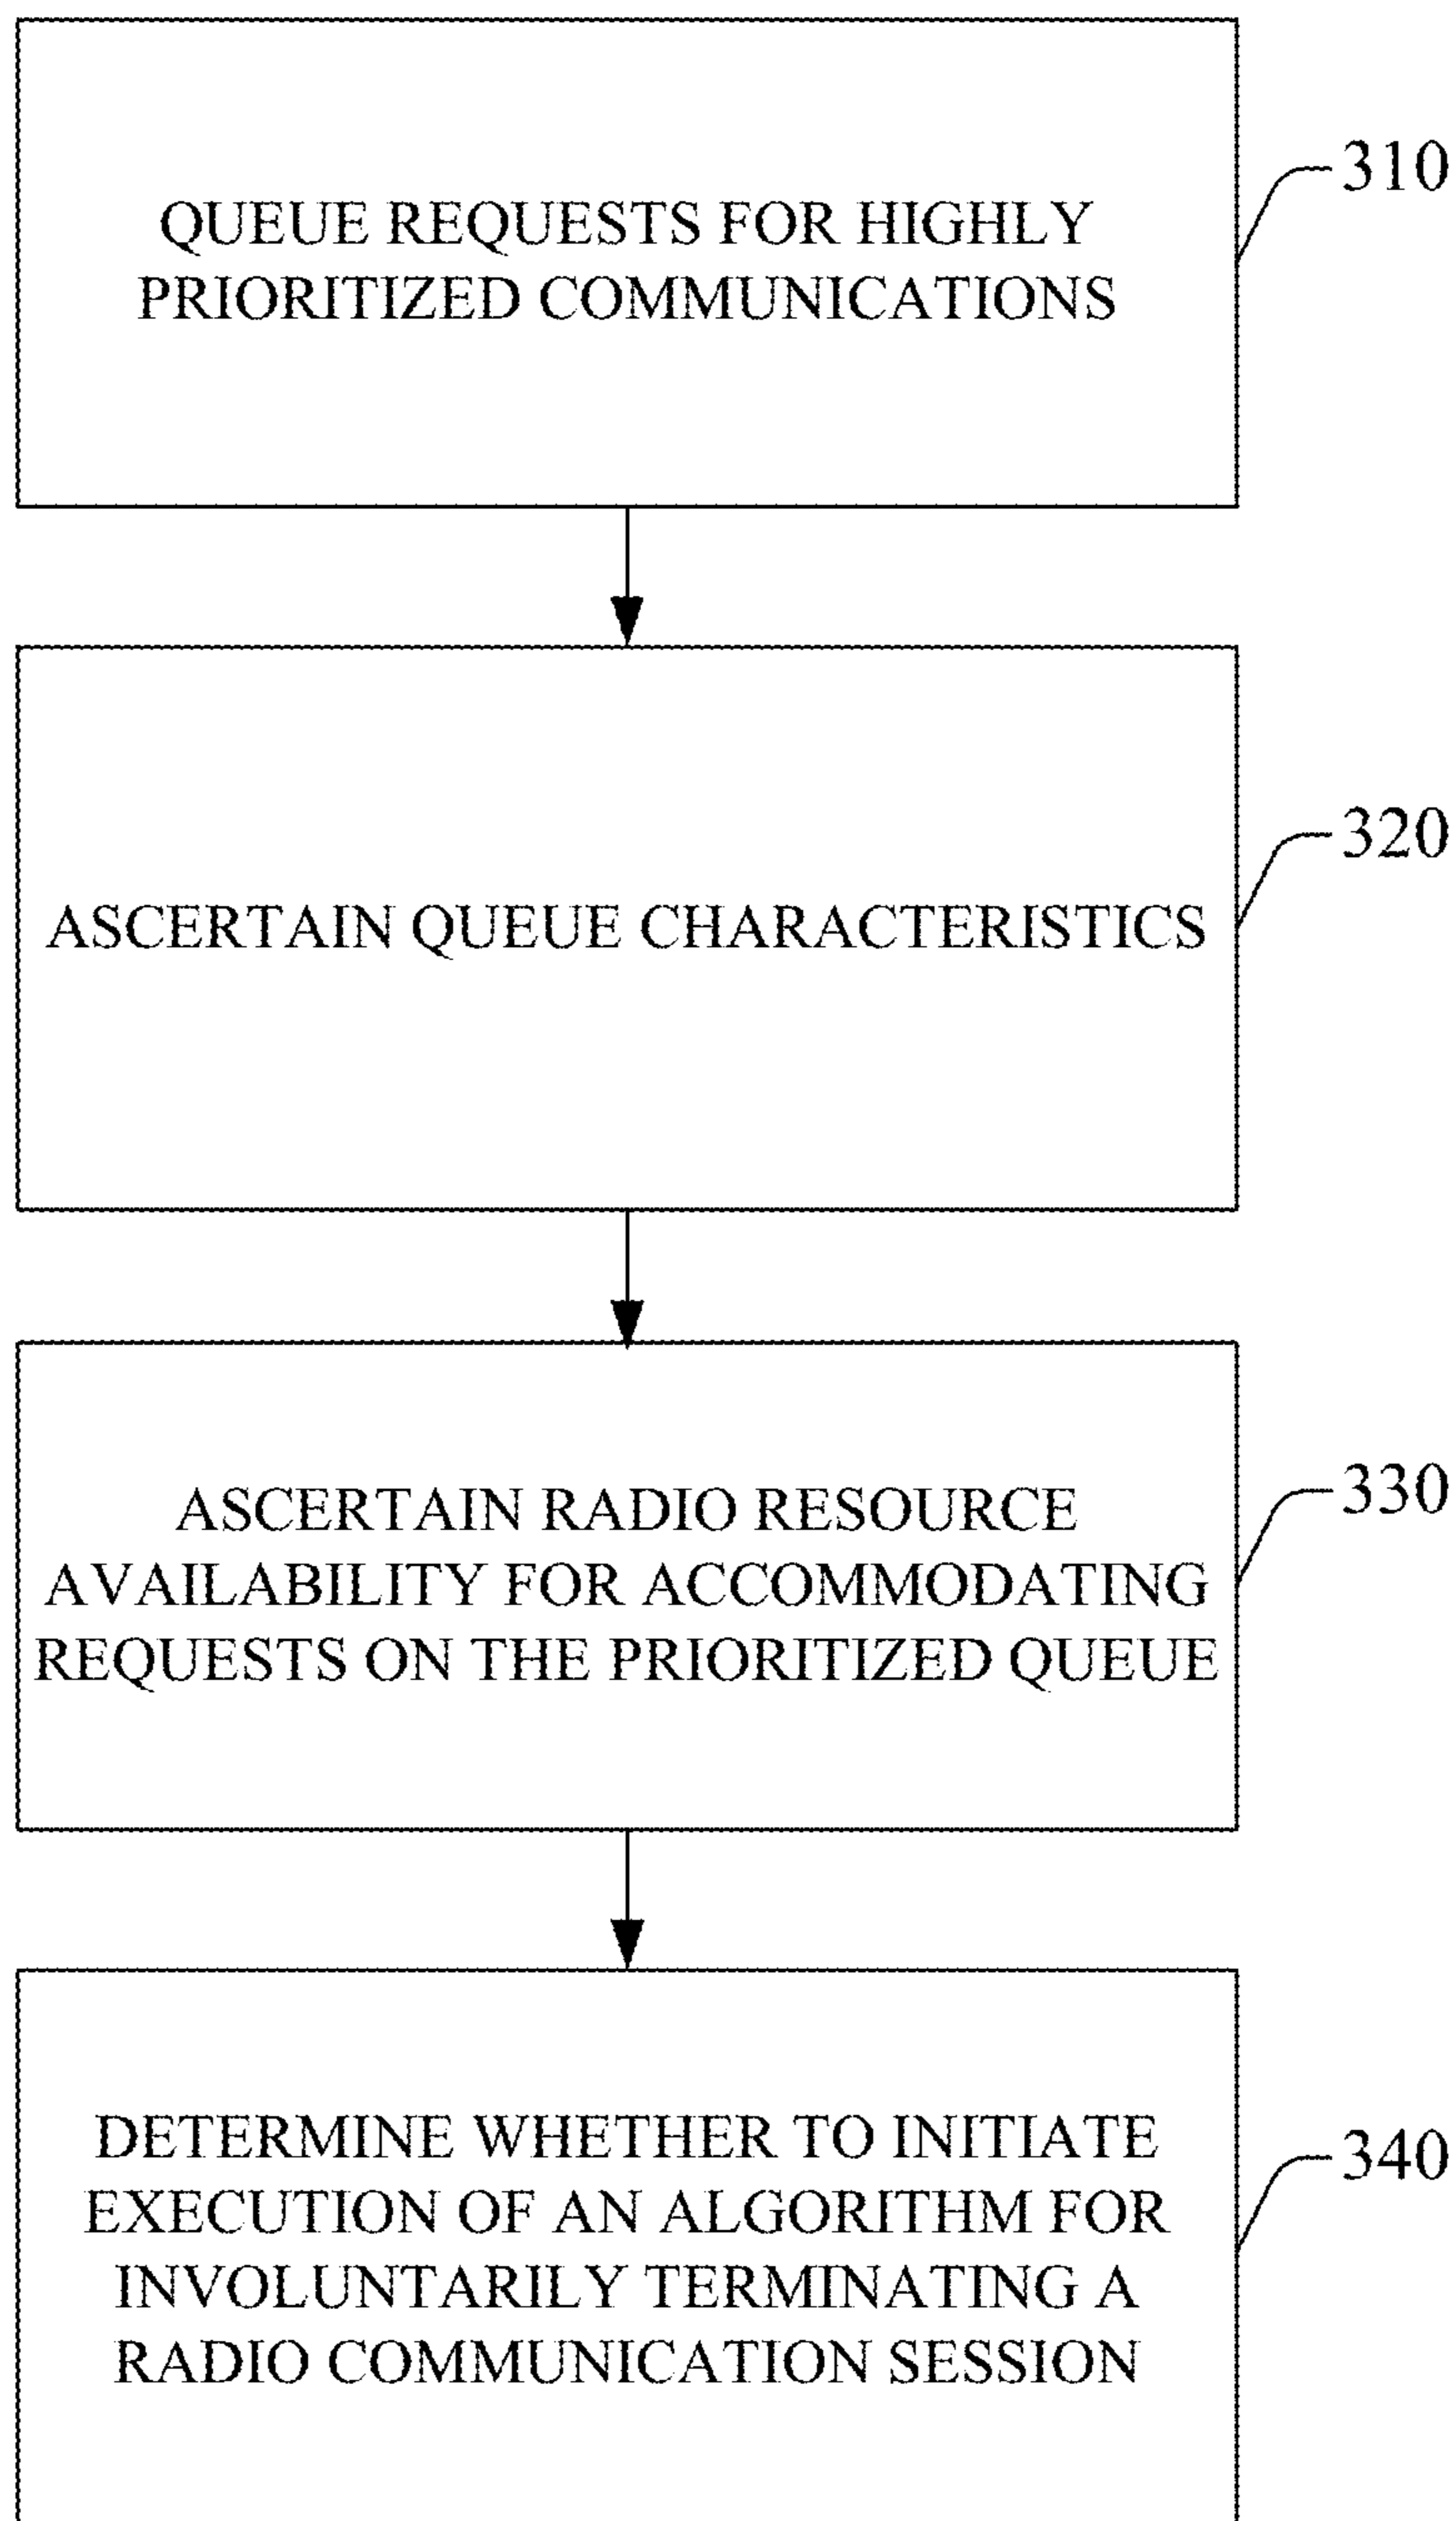 QUEUE REQUESTS FOR HIGHLY
PRIORITIZED COMMUNICATIONS
310
ASCERTAIN QUEUE CHARACTERISTICS
320
ASCERTAIN RADIO RESOURCE
AVAILABILITY FOR ACCOMMODATING
REQUESTS ON THE PRIORITIZED QUEUE
330
DETERMINE WHETHER TO INITIATE
EXECUTION OF AN ALGORITHM FOR
INVOLUNTARILY TERMINATING A
RADIO COMMUNICATION SESSION
340